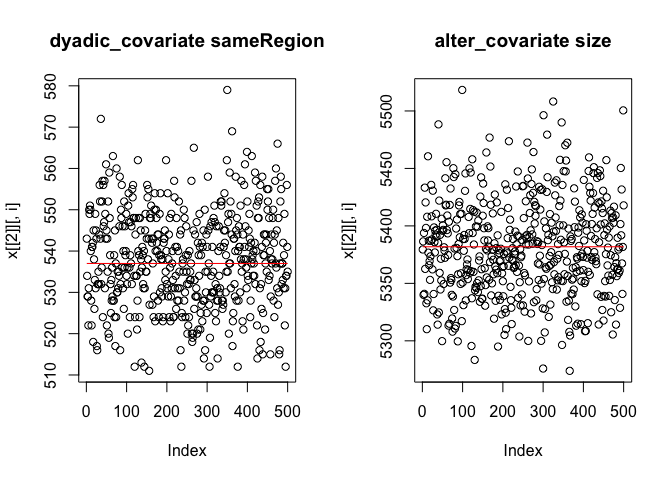 dyadic_covariate sameRegion
x[[2]][, i]
580
570
560
550
540
530
520
510
0 100 200 300 400 500
Index
alter_covariate size
x[[2]][, i]
5500
5450
5400
5350
5300
0 100 200 300 400 500
Index